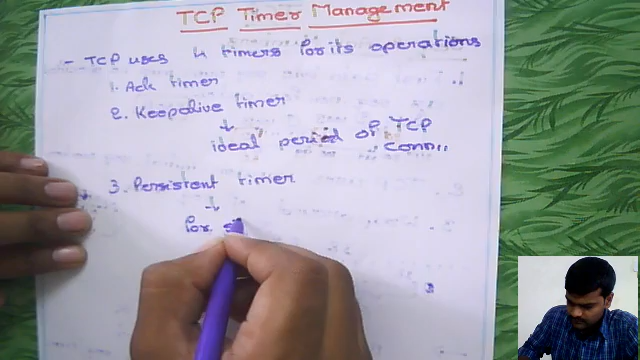 TCP Timer Management
- TCP uses 4 timers for its operations
1. Ack timer
2. Keepalive timer
↓
ideal period of TCP
conn..
3. Persistent timer
↓
for